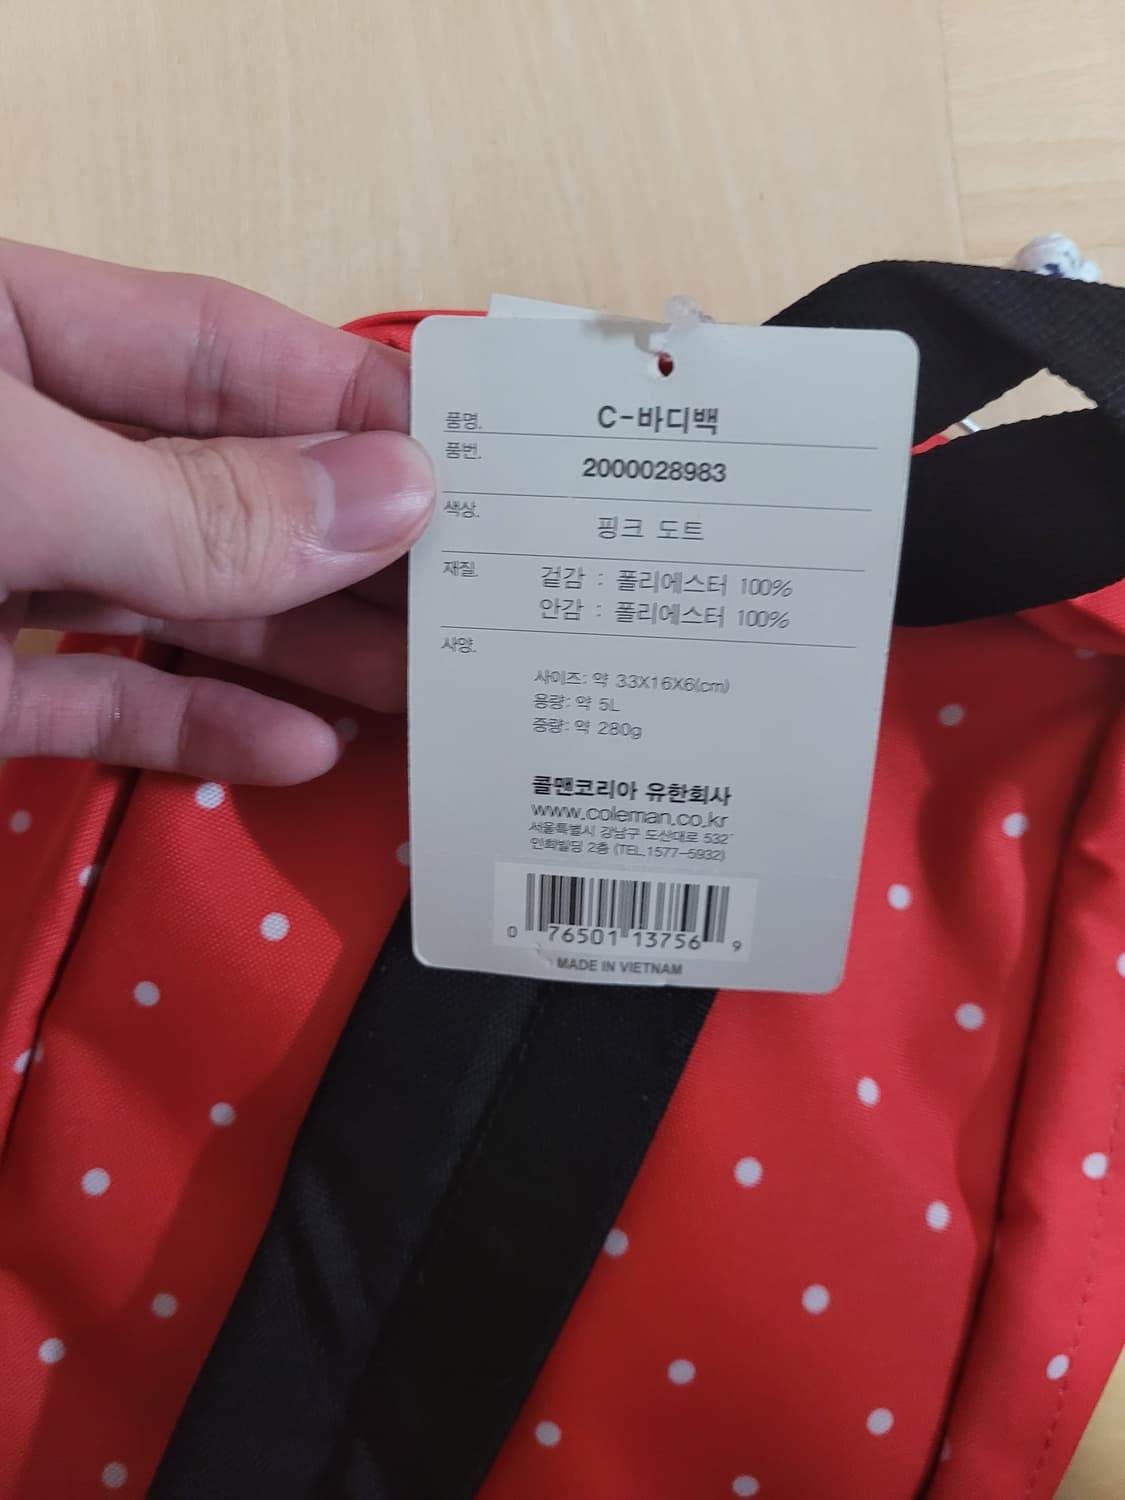 품명. C-바디백
품번. 2000028983
색상. 핑크 도트
재질. 겉감 : 폴리에스터 100%
안감 : 폴리에스터 100%
사양.
사이즈: 약 33X16X6(cm)
용량: 약 5L
중량: 약 280g
콜맨코리아 유한회사
www.coleman.co.kr
서울특별시 강남구 도산대로 532
인희빌딩 2층 (TEL.1577-5932)
0 76501 13756 9
MADE IN VIETNAM